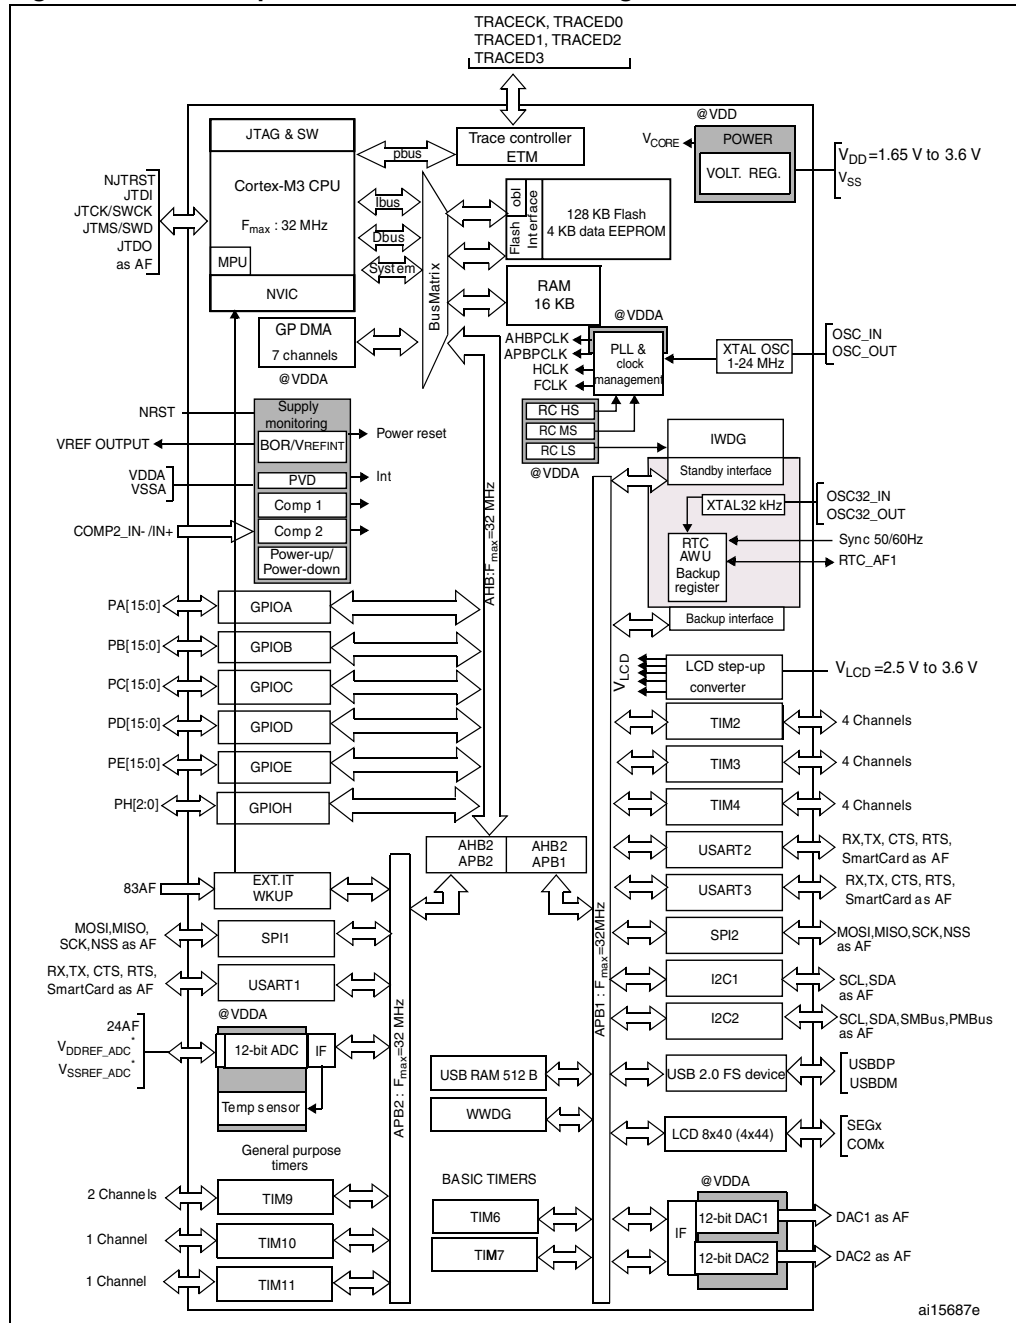 TRACECK, TRACED0
TRACED1, TRACED2
TRACED3
@VDD
JTAG & SW
pbus
Trace controller
ETM
VCORE
POWER
VOLT. REG.
VDD=1.65 V to 3.6 V
VSS
NJTRST
JTDI
JTCK/SWCK
JTMS/SWD
JTDO
as AF
Cortex-M3 CPU
Fmax : 32 MHz
MPU
NVIC
Ibus
Dbus
System
BusMatrix
Flash obl
Interface
128 KB Flash
4 KB data EEPROM
RAM
16 KB
GP DMA
7 channels
@VDDA
@VDDA
AHBPCLK
APBPCLK
HCLK
FCLK
PLL &
clock
management
XTAL OSC
1-24 MHz
OSC_IN
OSC_OUT
RC HS
RC MS
RC LS
@VDDA
IWDG
Standby interface
NRST
VREF OUTPUT
VDDA
VSSA
COMP2_IN-/IN+
Supply
monitoring
BOR/VREFINT
PVD
Comp 1
Comp 2
Power-up/
Power-down
Power reset
Int
AHB:Fmax=32 MHz
XTAL32 kHz
OSC32_IN
OSC32_OUT
RTC
AWU
Backup
register
Sync 50/60Hz
RTC_AF1
Backup interface
PA[15:0]
GPIOA
PB[15:0]
GPIOB
PC[15:0]
GPIOC
PD[15:0]
GPIOD
PE[15:0]
GPIOE
PH[2:0]
GPIOH
VLCD
LCD step-up
converter
VLCD=2.5 V to 3.6 V
TIM2
4 Channels
TIM3
4 Channels
TIM4
4 Channels
AHB2
APB2
AHB2
APB1
USART2
RX,TX, CTS, RTS,
SmartCard as AF
USART3
RX,TX, CTS, RTS,
SmartCard as AF
83AF
EXT.IT
WKUP
MOSI,MISO,
SCK,NSS as AF
SPI1
RX,TX, CTS, RTS,
SmartCard as AF
USART1
SPI2
MOSI,MISO,SCK,NSS
as AF
I2C1
SCL,SDA
as AF
I2C2
SCL,SDA,SMBus,PMBus
as AF
APB1 : Fmax=32MHz
APB2 : Fmax=32 MHz
@VDDA
24AF
VDDREF_ADC*
VSSREF_ADC*
12-bit ADC
IF
Temp sensor
USB RAM 512 B
USB 2.0 FS device
USBDP
USBDM
WWDG
LCD 8x40 (4x44)
SEGx
COMx
General purpose
timers
2 Channels
TIM9
1 Channel
TIM10
1 Channel
TIM11
BASIC TIMERS
TIM6
TIM7
@VDDA
IF
12-bit DAC1
DAC1 as AF
12-bit DAC2
DAC2 as AF
ai15687e